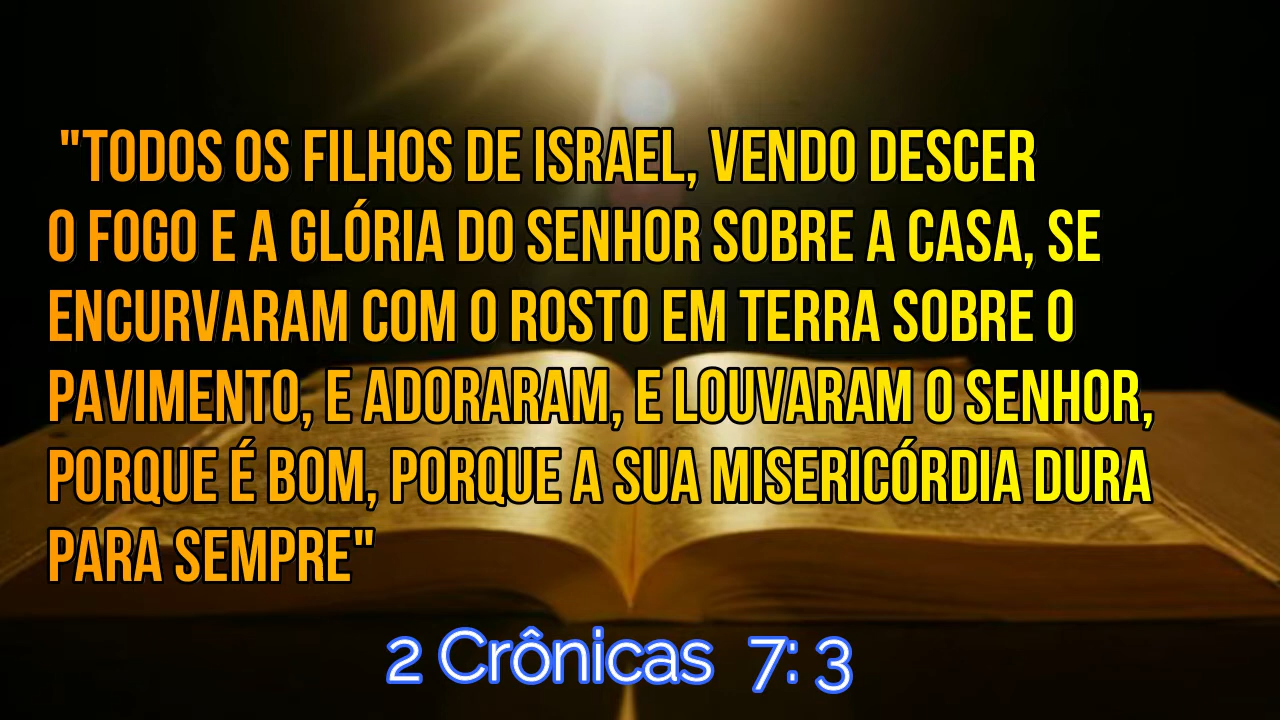 "TODOS OS FILHOS DE ISRAEL, VENDO DESCER
O FOGO E A GLÓRIA DO SENHOR SOBRE A CASA, SE
ENCURVARAM COM O ROSTO EM TERRA SOBRE O
PAVIMENTO, E ADORARAM, E LOUVARAM O SENHOR,
PORQUE É BOM, PORQUE A SUA MISERICÓRDIA DURA
PARA SEMPRE"
2 Crônicas 7: 3